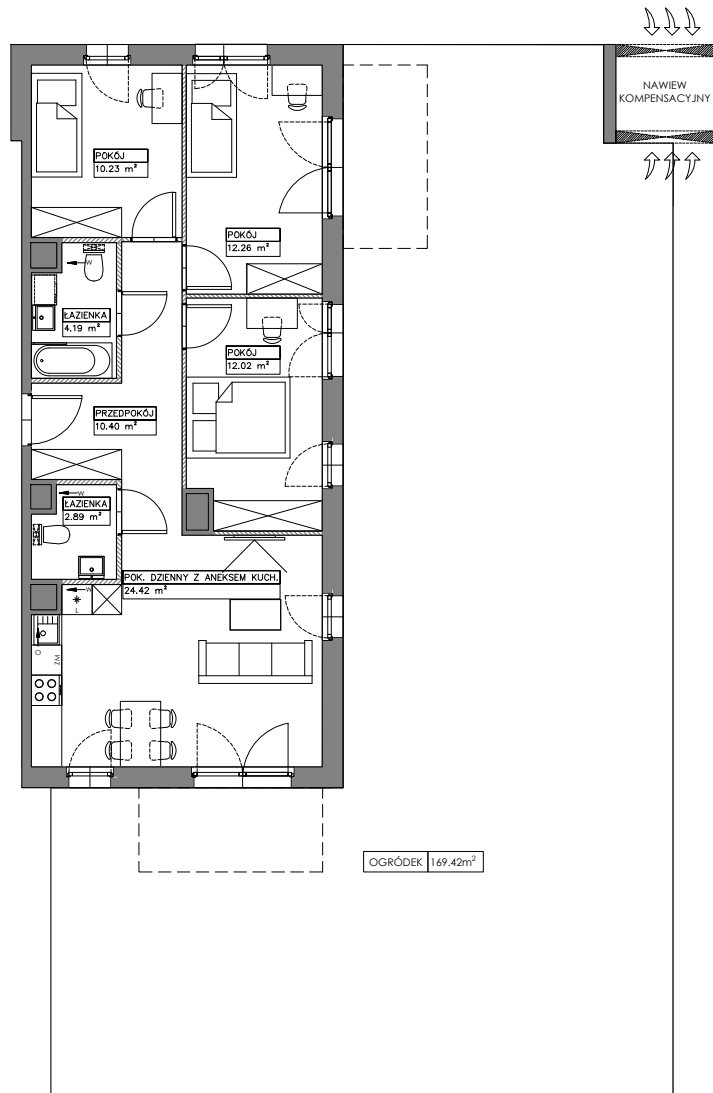 NAWIEW
KOMPENSACYJNY
POKÓJ
10.23 m²
POKÓJ
12.26 m²
W
ŁAZIENKA
4.19 m²
POKÓJ
12.02 m²
PRZEDPOKÓJ
10.40 m²
W
ŁAZIENKA
2.89 m²
POK. DZIENNY Z ANEKSEM KUCH.
24.42 m²
W
L
O
ZM
OGRÓDEK 169.42m²